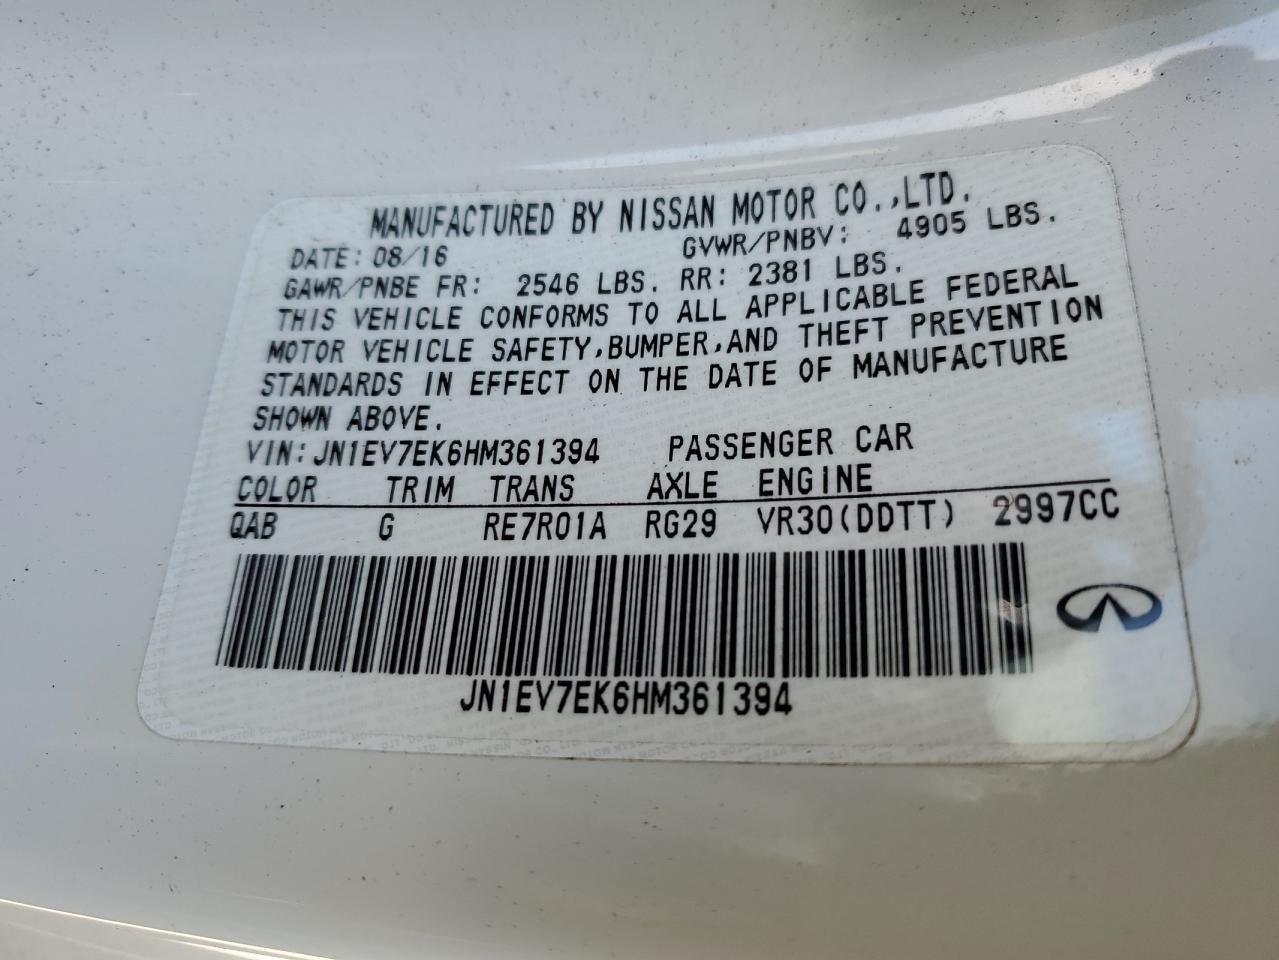 MANUFACTURED BY NISSAN MOTOR CO.,LTD.
DATE: 08/16 GVWR/PNBV: 4905 LBS.
GAWR/PNBE FR: 2546 LBS. RR: 2381 LBS.
THIS VEHICLE CONFORMS TO ALL APPLICABLE FEDERAL
MOTOR VEHICLE SAFETY,BUMPER,AND THEFT PREVENTION
STANDARDS IN EFFECT ON THE DATE OF MANUFACTURE
SHOWN ABOVE.
VIN:JN1EV7EK6HM361394 PASSENGER CAR
COLOR TRIM TRANS AXLE ENGINE
QAB G RE7R01A RG29 VR30(DDTT) 2997CC
JN1EV7EK6HM361394